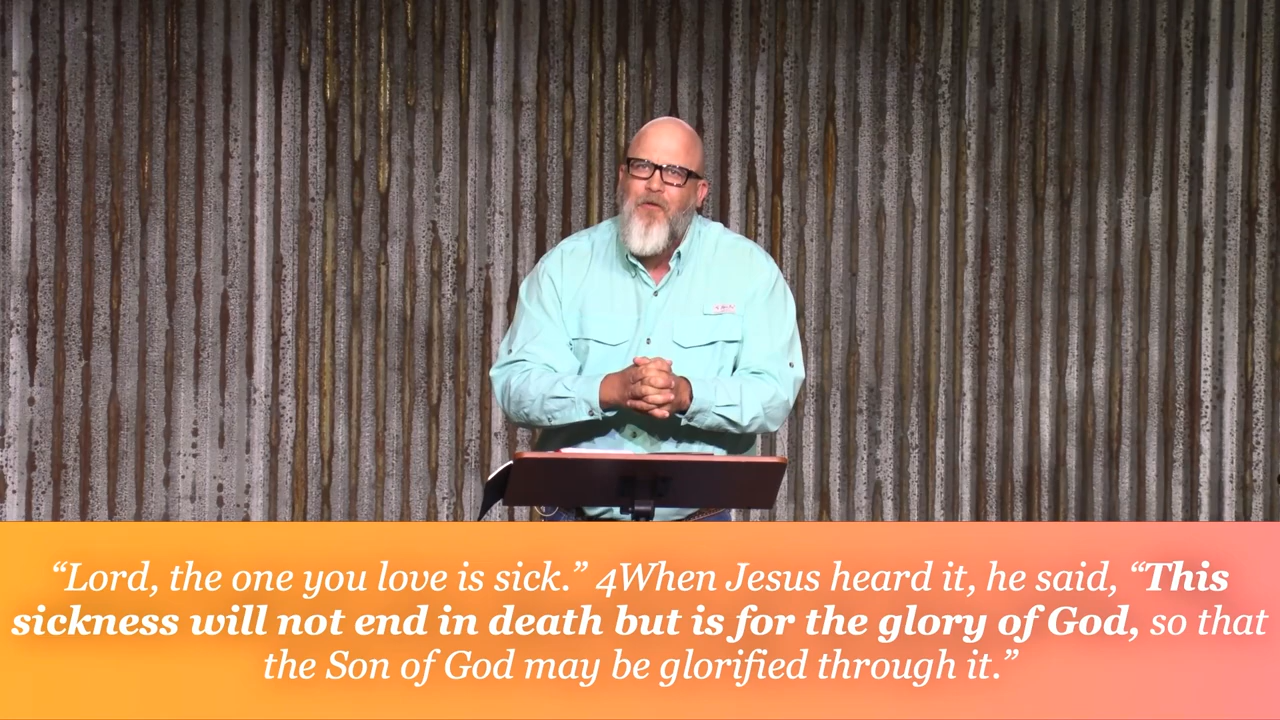 “Lord, the one you love is sick.” 4When Jesus heard it, he said, “This
sickness will not end in death but is for the glory of God, so that
the Son of God may be glorified through it.”